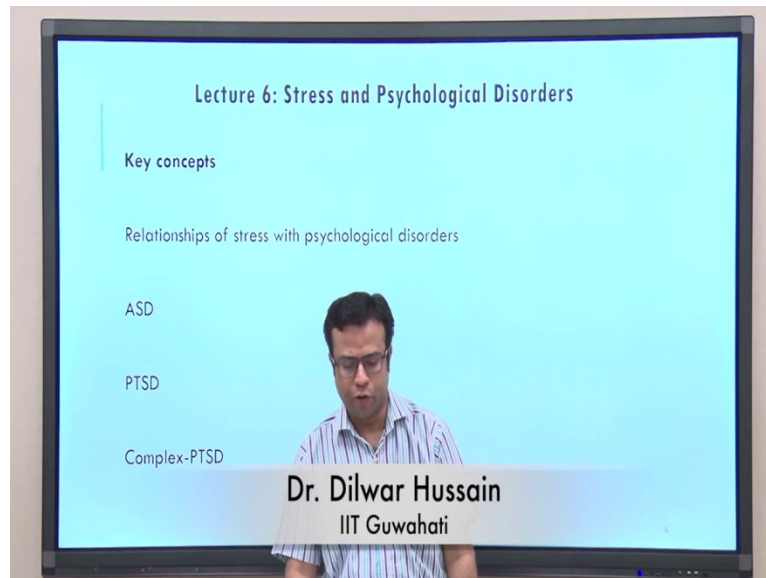 Lecture 6: Stress and Psychological Disorders
Key concepts
Relationships of stress with psychological disorders
ASD
PTSD
Complex-PTSD
Dr. Dilwar Hussain
IIT Guwahati